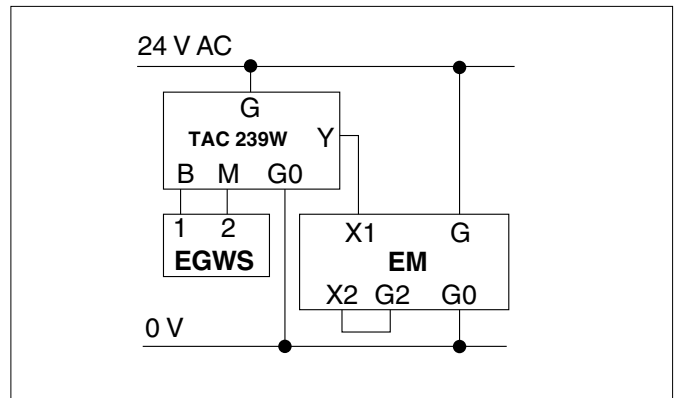 24 V AC
G
TAC 239W Y
B M G0
1 2
EGWS
X1 G
EM
X2 G2 G0
0 V